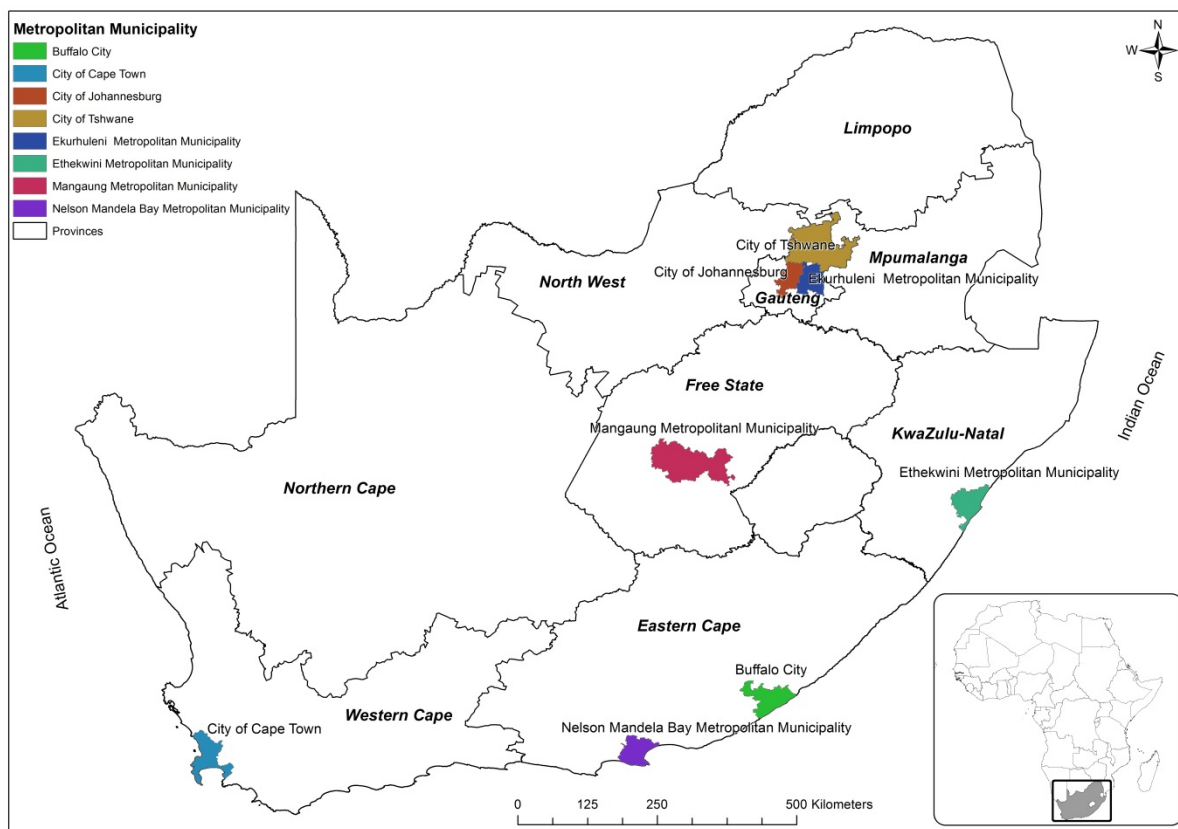 Metropolitan Municipality
Buffalo City
City of Cape Town
City of Johannesburg
City of Tshwane
Ekurhuleni  Metropolitan Municipality
Ethekwini Metropolitan Municipality
Mangaung Metropolitan Municipality
Nelson Mandela Bay Metropolitan Municipality
Provinces
N
W
E
S
Limpopo
City of Tshwane
Mpumalanga
North West
City of Johannesburg
Ekurhuleni  Metropolitan Municipality
Gauteng
Free State
Indian Ocean
Mangaung Metropolitanl Municipality
KwaZulu-Natal
Ethekwini Metropolitan Municipality
Northern Cape
Atlantic Ocean
Eastern Cape
Buffalo City
Western Cape
City of Cape Town
Nelson Mandela Bay Metropolitan Municipality
0 125 250 500 Kilometers